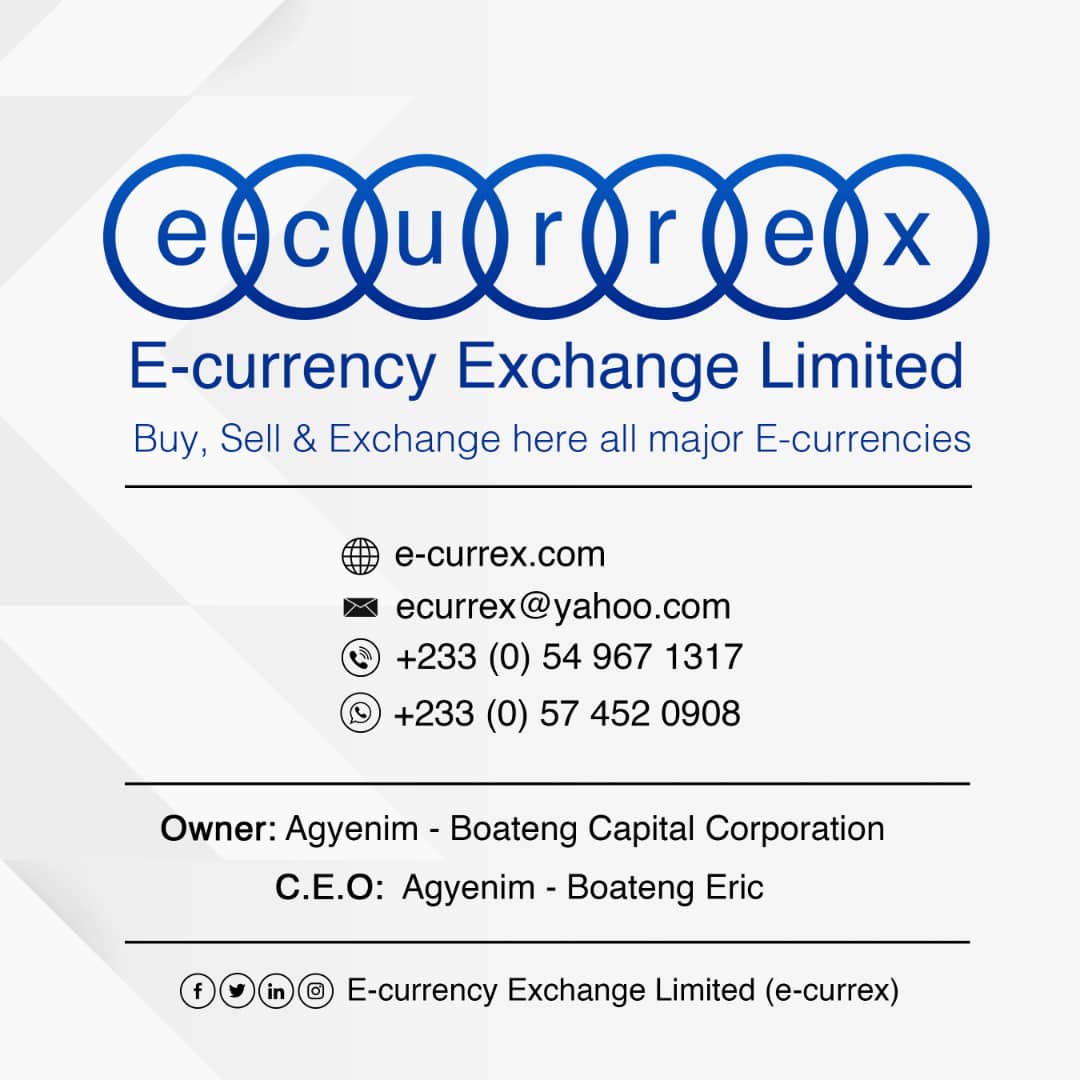 e-currex
E-currency Exchange Limited
Buy, Sell & Exchange here all major E-currencies
e-currex.com
ecurrex@yahoo.com
+233 (0) 54 967 1317
+233 (0) 57 452 0908
Owner: Agyenim - Boateng Capital Corporation
C.E.O: Agyenim - Boateng Eric
E-currency Exchange Limited (e-currex)